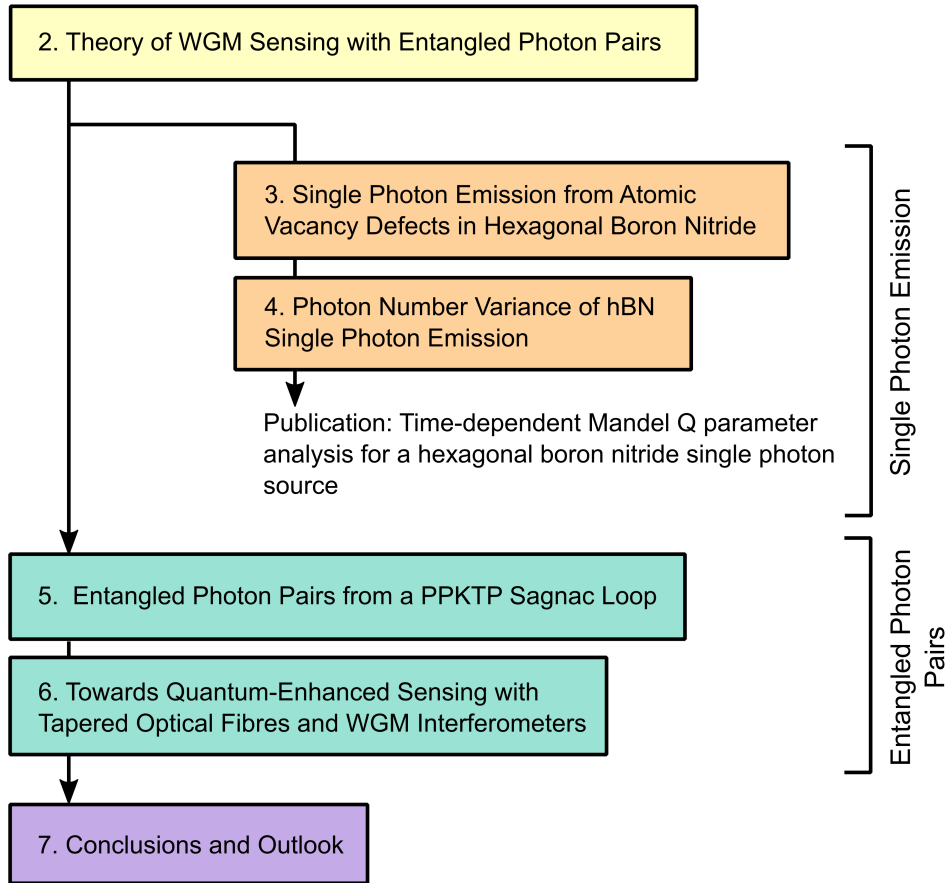 2. Theory of WGM Sensing with Entangled Photon Pairs
3. Single Photon Emission from Atomic
Vacancy Defects in Hexagonal Boron Nitride
4. Photon Number Variance of hBN
Single Photon Emission
Publication: Time-dependent Mandel Q parameter
analysis for a hexagonal boron nitride single photon
source
Single Photon Emission
5.  Entangled Photon Pairs from a PPKTP Sagnac Loop
6. Towards Quantum-Enhanced Sensing with
Tapered Optical Fibres and WGM Interferometers
Entangled Photon
Pairs
7. Conclusions and Outlook